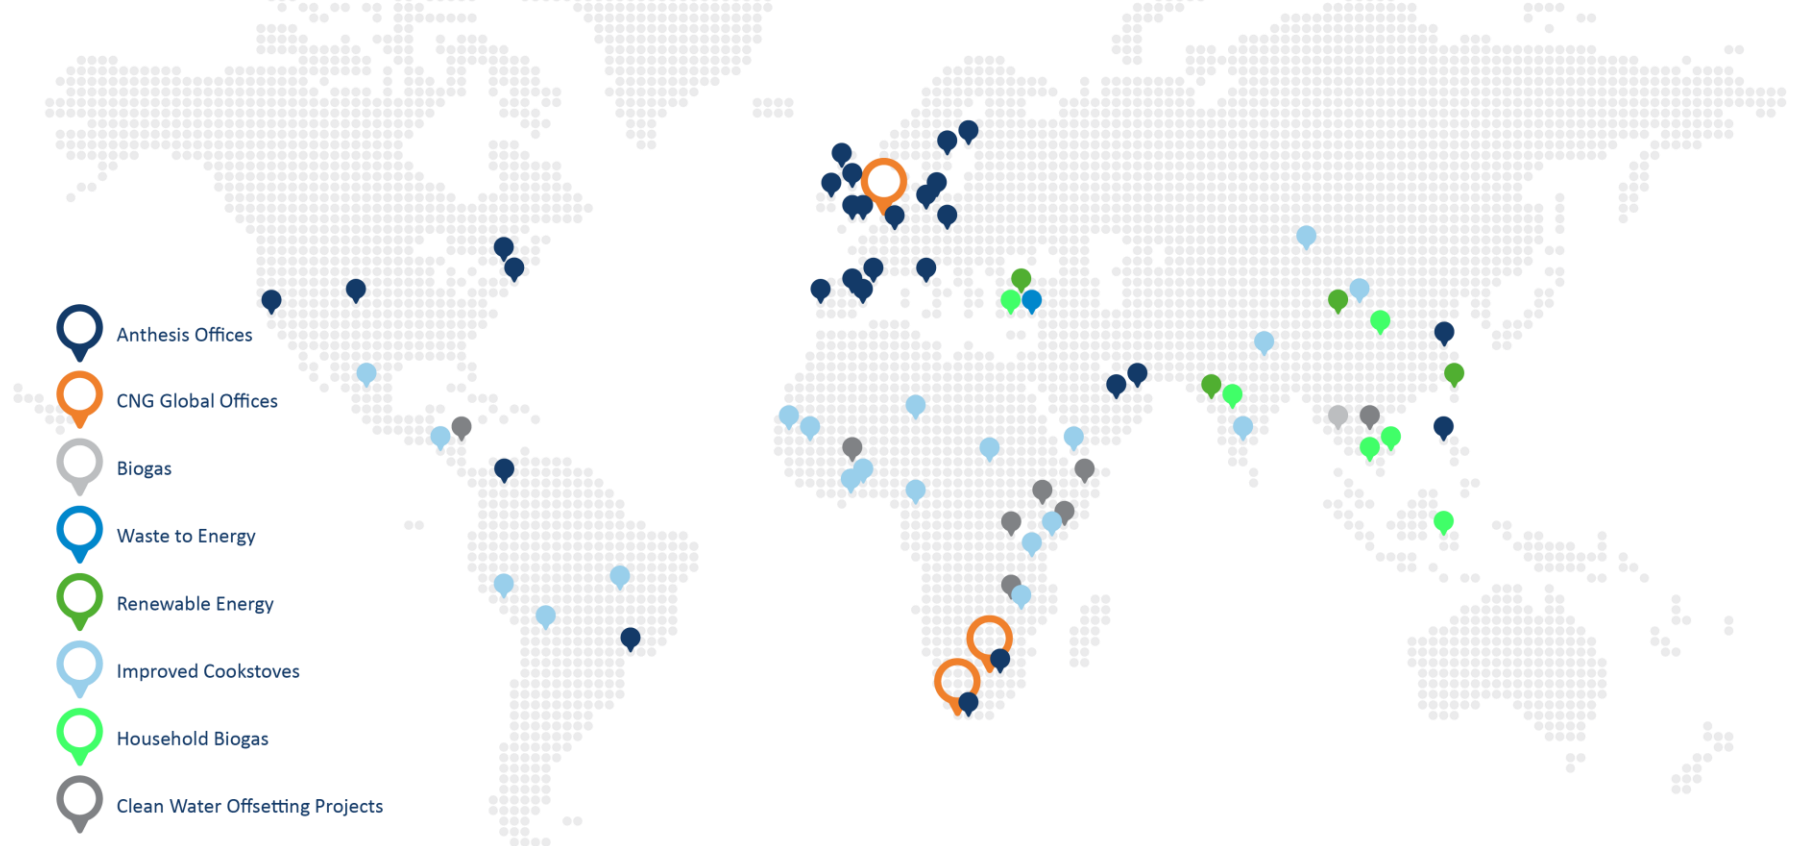 Anthesis Offices
CNG Global Offices
Biogas
Waste to Energy
Renewable Energy
Improved Cookstoves
Household Biogas
Clean Water Offsetting Projects